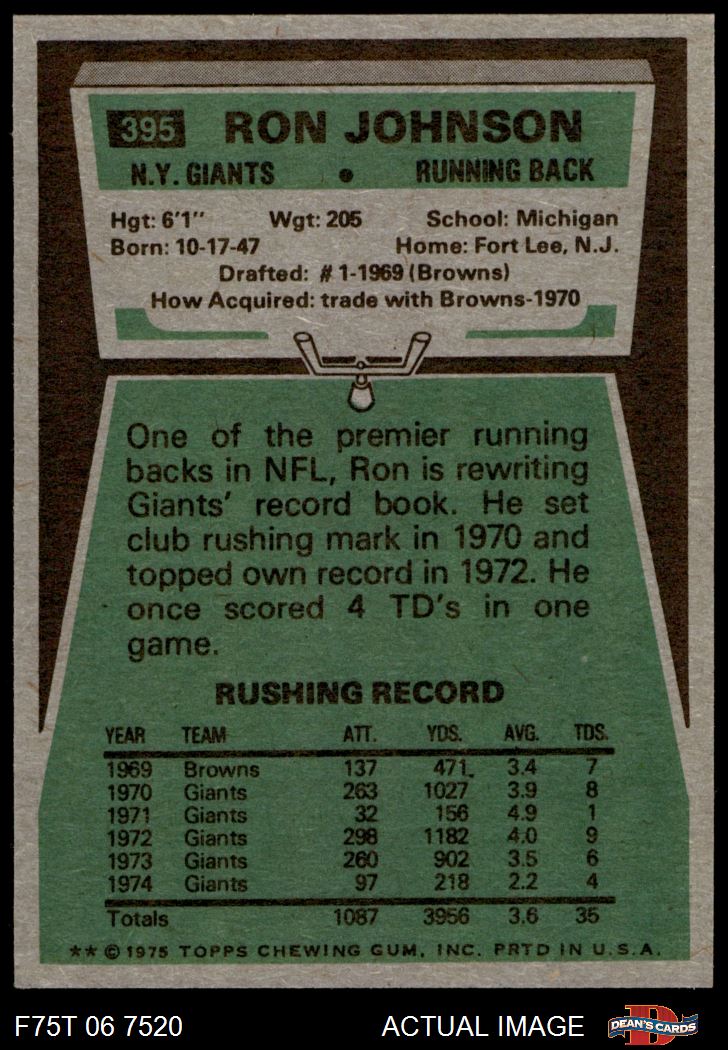 395 RON JOHNSON
N.Y. GIANTS • RUNNING BACK
Hgt: 6'1" Wgt: 205 School: Michigan
Born: 10-17-47 Home: Fort Lee, N.J.
Drafted: #1-1969 (Browns)
How Acquired: trade with Browns-1970
One of the premier running
backs in NFL, Ron is rewriting
Giants' record book. He set
club rushing mark in 1970 and
topped own record in 1972. He
once scored 4 TD's in one
game.
RUSHING RECORD
YEAR TEAM ATT. YDS. AVG. TDS.
1969 Browns 137 471 3.4 7
1970 Giants 263 1027 3.9 8
1971 Giants 32 156 4.9 1
1972 Giants 298 1182 4.0 9
1973 Giants 260 902 3.5 6
1974 Giants 97 218 2.2 4
Totals 1087 3956 3.6 35
** © 1975 TOPPS CHEWING GUM, INC. PRTD IN U.S.A.
F75T 06 7520 ACTUAL IMAGE DEAN'S CARDS